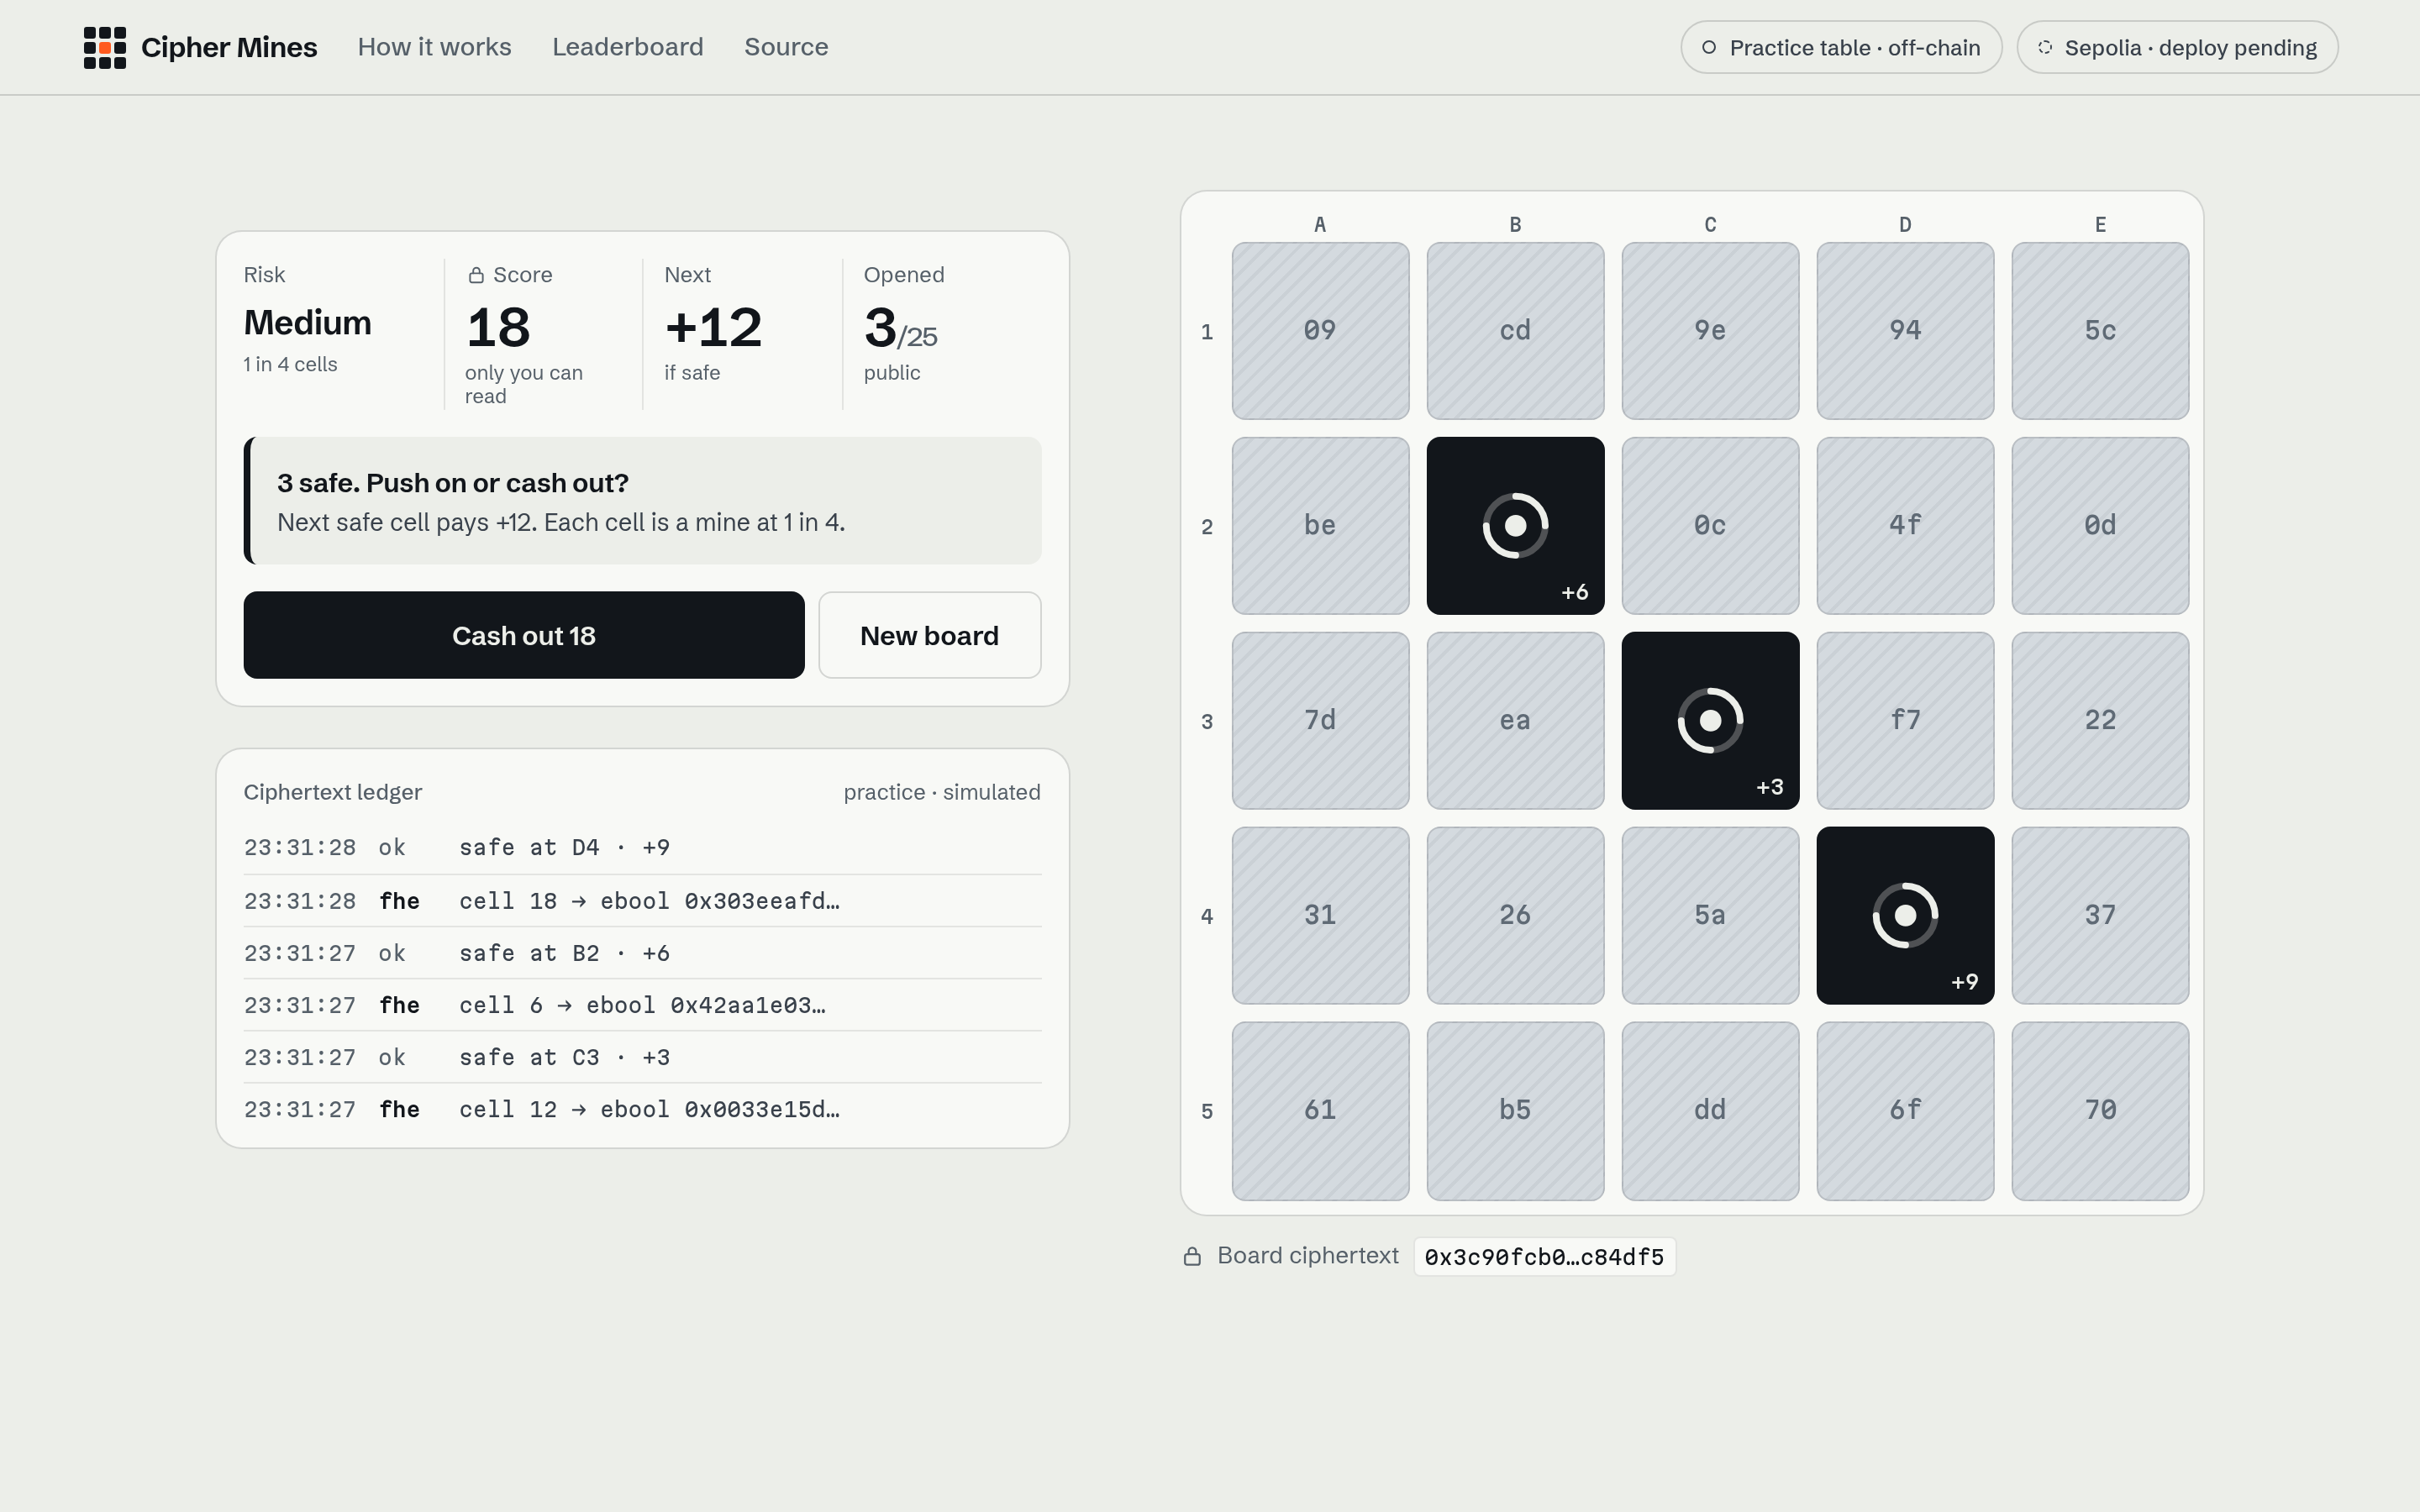 Cipher Mines
How it works
Leaderboard
Source
Practice table · off-chain
Sepolia · deploy pending
Risk
Medium
1 in 4 cells
Score
18
only you can
read
Next
+12
if safe
Opened
3/25
public
3 safe. Push on or cash out?
Next safe cell pays +12. Each cell is a mine at 1 in 4.
Cash out 18
New board
Ciphertext ledger
practice · simulated
23:31:28 ok safe at D4 · +9
23:31:28 fhe cell 18 → ebool 0x303eeafd…
23:31:27 ok safe at B2 · +6
23:31:27 fhe cell 6 → ebool 0x42aa1e03…
23:31:27 ok safe at C3 · +3
23:31:27 fhe cell 12 → ebool 0x0033e15d…
A B C D E
1 09 cd 9e 94 5c
2 be +6 0c 4f 0d
3 7d ea +3 f7 22
4 31 26 5a +9 37
5 61 b5 dd 6f 70
Board ciphertext 0x3c90fcb0…c84df5